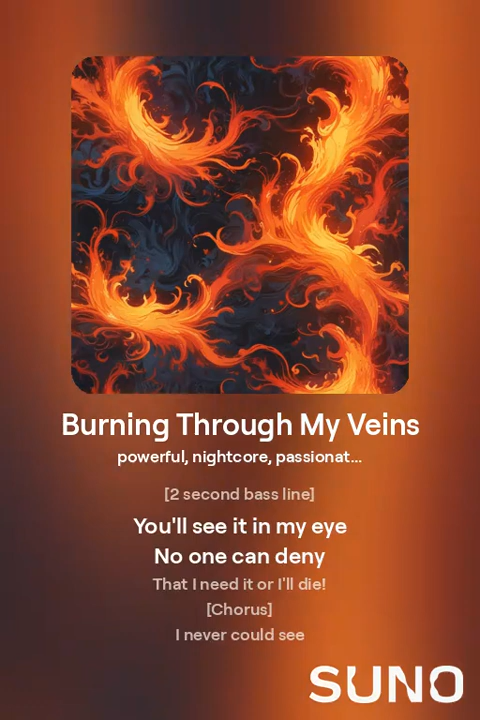 Burning Through My Veins
powerful, nightcore, passionat...
[2 second bass line]
You'll see it in my eye
No one can deny
That I need it or I'll die!
[Chorus]
I never could see
SUNO